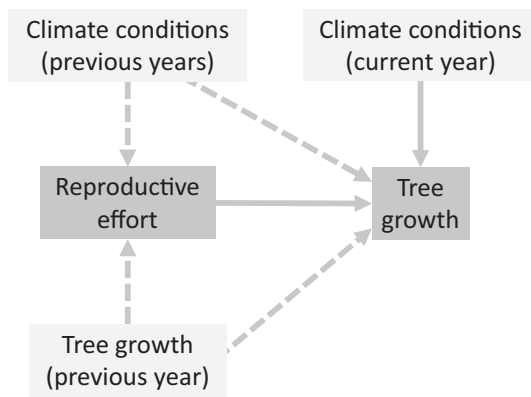 Climate conditions
(previous years)
Climate conditions
(current year)
Reproductive
effort
Tree
growth
Tree growth
(previous year)